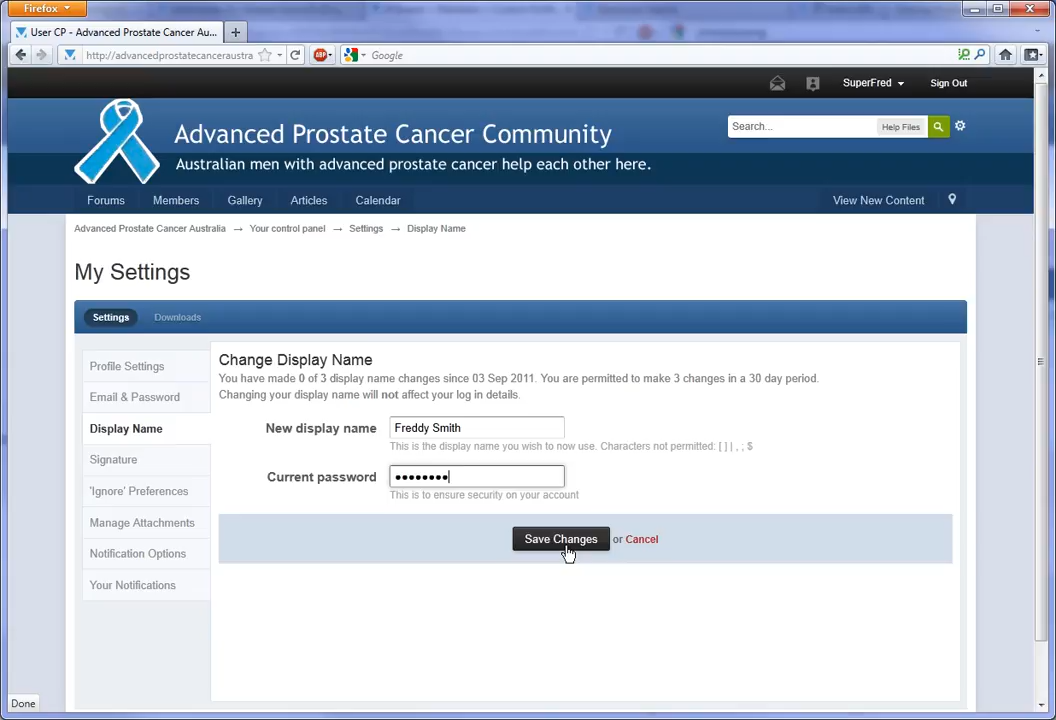 Firefox
User CP - Advanced Prostate Cancer Au...
http://advancedprostatecanceraustra
ABP
Google
SuperFred
Sign Out
Advanced Prostate Cancer Community
Search...
Help Files
Australian men with advanced prostate cancer help each other here.
Forums Members Gallery Articles Calendar View New Content
Advanced Prostate Cancer Australia → Your control panel → Settings → Display Name
My Settings
Settings Downloads
Profile Settings
Email & Password
Display Name
Signature
'Ignore' Preferences
Manage Attachments
Notification Options
Your Notifications
Change Display Name
You have made 0 of 3 display name changes since 03 Sep 2011. You are permitted to make 3 changes in a 30 day period.
Changing your display name will not affect your log in details.
New display name Freddy Smith
This is the display name you wish to now use. Characters not permitted: [ ] | , ; $
Current password ••••••••
This is to ensure security on your account
Save Changes or Cancel
Done